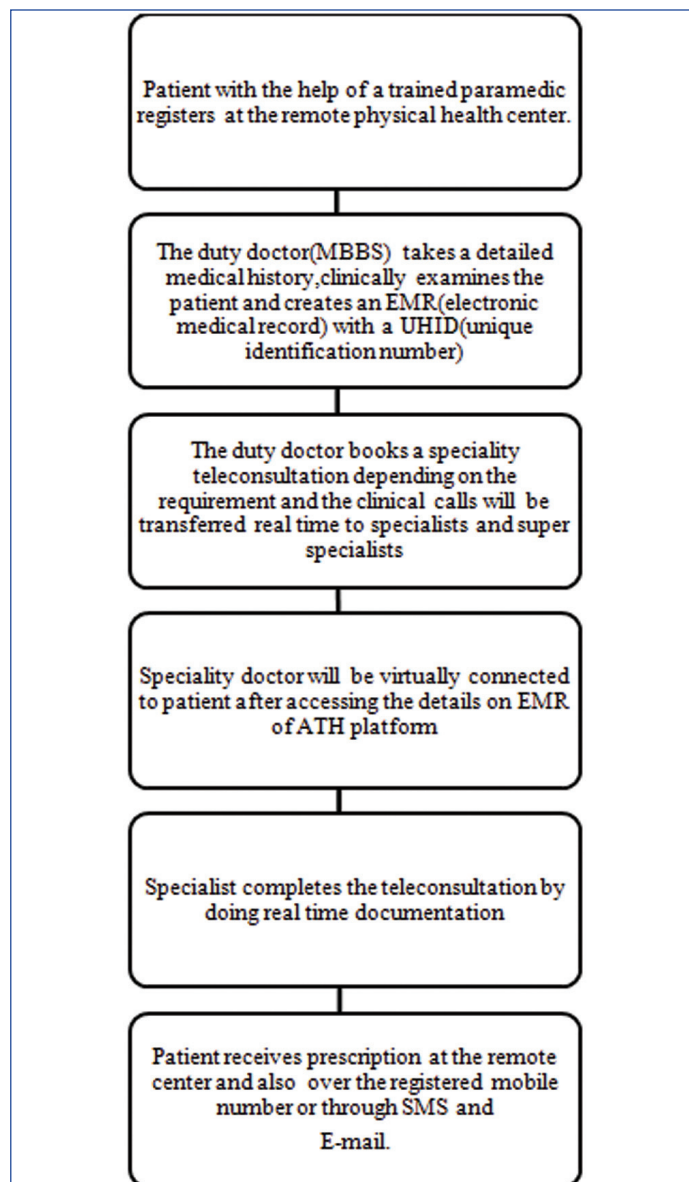 Patient with the help of a trained paramedic
registers at the remote physical health center.
The duty doctor(MBBS) takes a detailed
medical history,clinically examines the
patient and creates an EMR(electronic
medical record) with a UHID(unique
identification number)
The duty doctor books a speciality
teleconsultation depending on the
requirement and the clinical calls will be
transferred real time to specialists and super
specialists
Speciality doctor will be virtually connected
to patient after accessing the details on EMR
of ATH platform
Specialist completes the teleconsultation by
doing real time documentation
Patient receives prescription at the remote
center and also over the registered mobile
number or through SMS and
E-mail.